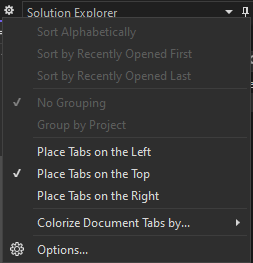 Solution Explorer
Sort Alphabetically
Sort by Recently Opened First
Sort by Recently Opened Last
No Grouping
Group by Project
Place Tabs on the Left
Place Tabs on the Top
Place Tabs on the Right
Colorize Document Tabs by...
Options...